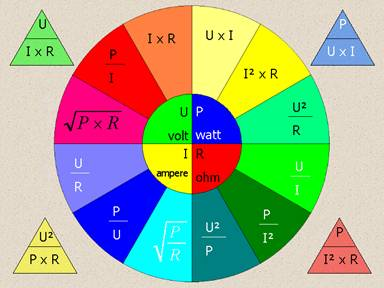 U
I x R
P
U x I
I x R
U x I
P
I
I² x R
√P x R
U²
R
U
volt
P
watt
I
ampere
R
ohm
U
R
U
I
P
U
√P
R
U²
P
P
I²
U²
P x R
P
I² x R